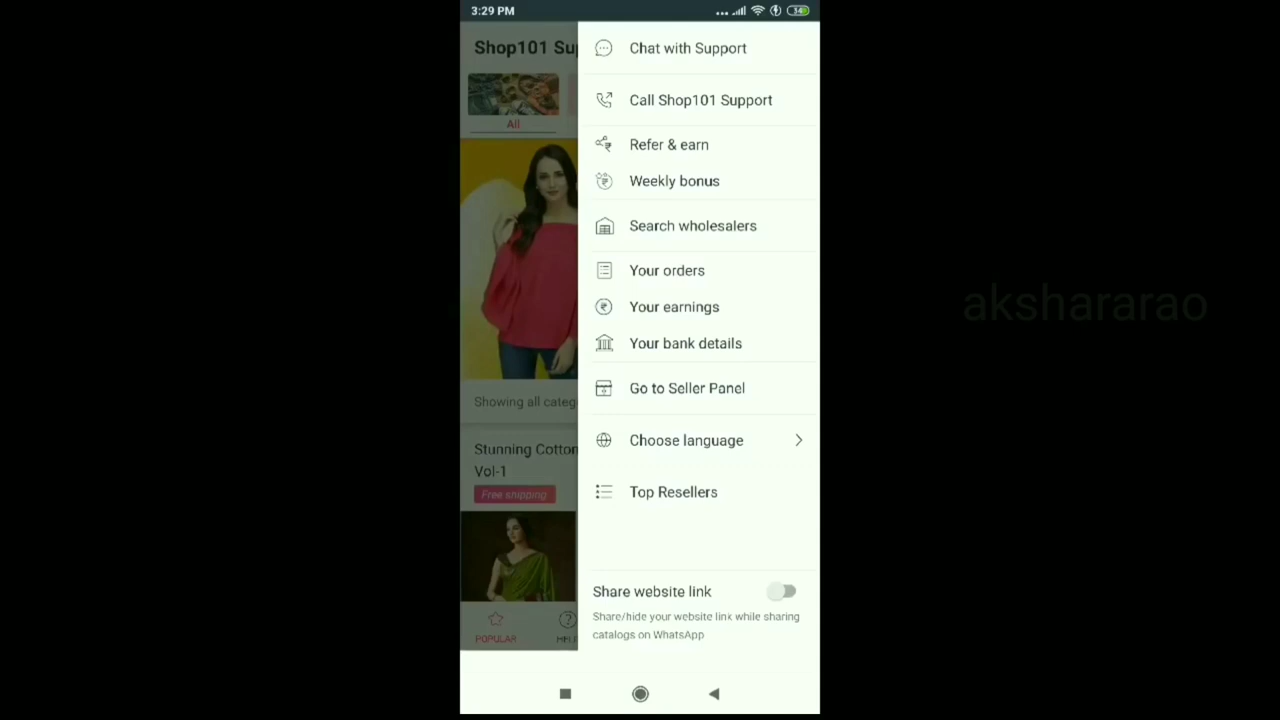 3:29 PM
34
Shop101 Su
All
Showing all categ
Stunning Cotton
Vol-1
Free shipping
POPULAR
HEL
Chat with Support
Call Shop101 Support
Refer & earn
Weekly bonus
Search wholesalers
Your orders
Your earnings
Your bank details
Go to Seller Panel
Choose language
Top Resellers
Share website link
Share/hide your website link while sharing
catalogs on WhatsApp
akshararao